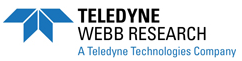 TELEDYNE
WEBB RESEARCH
A Teledyne Technologies Company